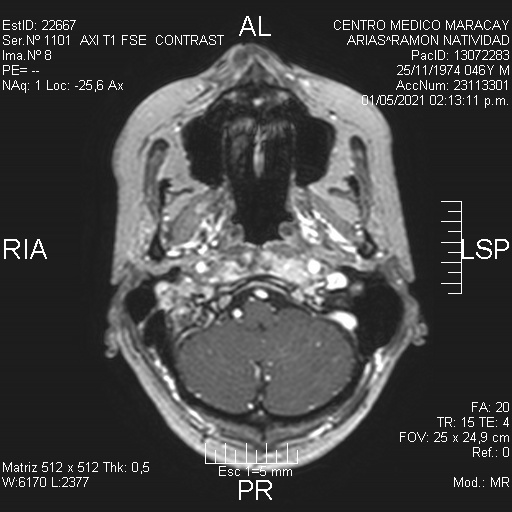 EstID: 22667
Ser.Nº 1101 AXI T1 FSE CONTRAST
Ima.Nº 8
PE= --
NAq: 1 Loc: -25,6 Ax
AL
CENTRO MEDICO MARACAY
ARIAS^RAMON NATIVIDAD
PacID: 13072283
25/11/1974 046Y M
AccNum: 23113301
01/05/2021 02:13:11 p.m.
RIA
LSP
Matriz 512 x 512 Thk: 0,5
W:6170 L:2377
Esc 1=5 mm
PR
FA: 20
TR: 15 TE: 4
FOV: 25 x 24,9 cm
Ref.: 0
Mod.: MR